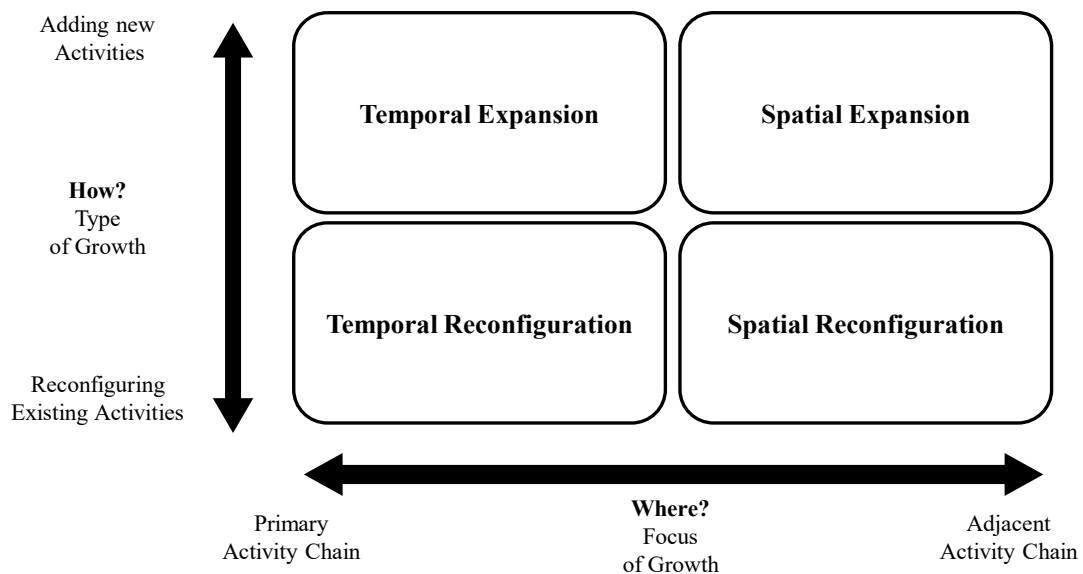 Adding new
Activities
Temporal Expansion
Spatial Expansion
How?
Type
of Growth
Temporal Reconfiguration
Spatial Reconfiguration
Reconfiguring
Existing Activities
Primary
Activity Chain
Where?
Focus
of Growth
Adjacent
Activity Chain